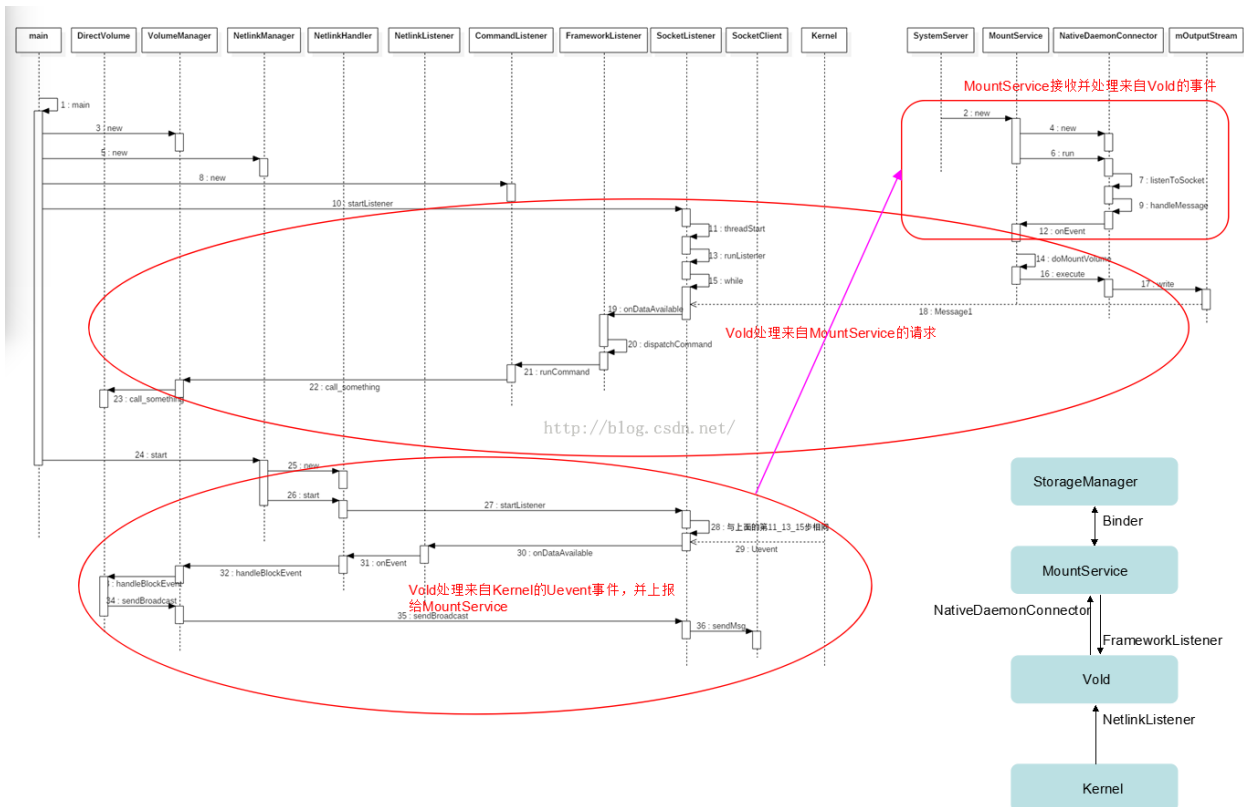 main
DirectVolume
VolumeManager
NetlinkManager
NetlinkHandler
NetlinkListener
CommandListener
FrameworkListener
SocketListener
SocketClient
Kernel
SystemServer
MountService
NativeDaemonConnector
mOutputStream
MountService接收并处理来自Vold的事件
1 : main
2 : new
3 : new
4 : new
5 : new
6 : run
7 : listenToSocket
8 : new
9 : handleMessage
10 : startListener
11 : threadStart
12 : onEvent
13 : runListener
14 : doMountVolume
15 : while
16 : execute
17 : write
18 : Message1
19 : onDataAvailable
Vold处理来自MountService的请求
20 : dispatchCommand
21 : runCommand
22 : call_something
23 : call_something
http://blog.csdn.net/
24 : start
25 : new
26 : start
27 : startListener
28 : 与上面的第11_13_15步相同
29 : Uevent
30 : onDataAvailable
31 : onEvent
32 : handleBlockEvent
: handleBlockEvent
Vold处理来自Kernel的Uevent事件，并上报
给MountService
34 : sendBroadcast
35 : sendBroadcast
36 : sendMsg
StorageManager
Binder
MountService
NativeDaemonConnector
FrameworkListener
Vold
NetlinkListener
Kernel